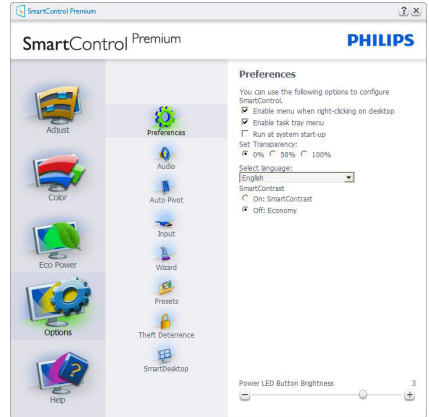 SmartControl Premium
SmartControl Premium
PHILIPS
Adjust
Color
Eco Power
Options
Help
Preferences
Audio
Auto Pivot
Input
Wizard
Presets
Theft Deterrence
SmartDesktop
Preferences
You can use the following options to configure
SmartControl.
Enable menu when right-clicking on desktop
Enable task tray menu
Run at system start-up
Set Transparency:
0% 50% 100%
Select language:
English
SmartContrast
On: SmartContrast
Off: Economy
Power LED Button Brightness 3